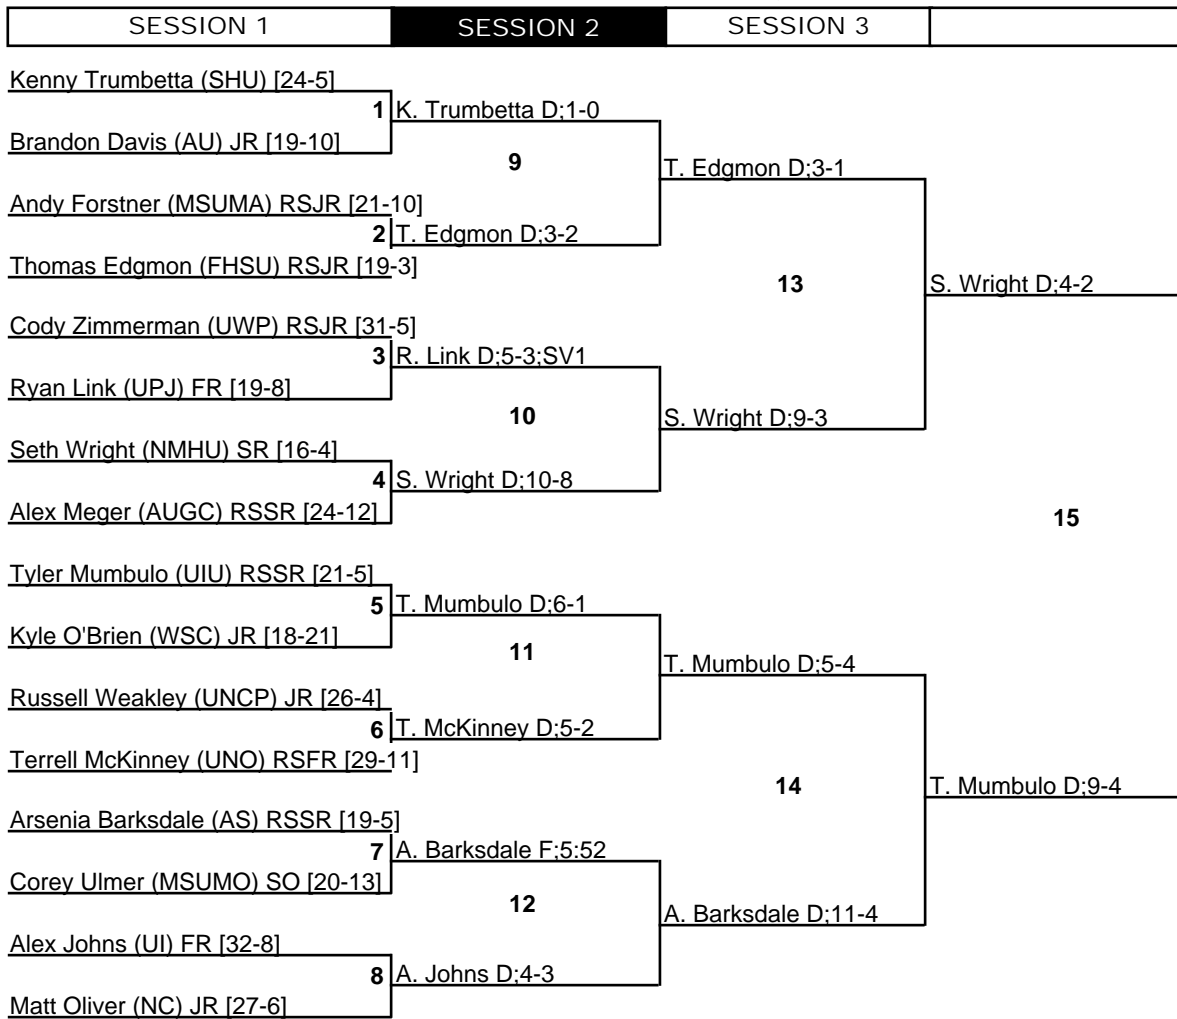 SESSION 1 SESSION 2 SESSION 3
Kenny Trumbetta (SHU) [24-5]
1 K. Trumbetta D;1-0
Brandon Davis (AU) JR [19-10]
9
T. Edgmon D;3-1
Andy Forstner (MSUMA) RSJR [21-10]
2 T. Edgmon D;3-2
Thomas Edgmon (FHSU) RSJR [19-3]
13
S. Wright D;4-2
Cody Zimmerman (UWP) RSJR [31-5]
3 R. Link D;5-3;SV1
Ryan Link (UPJ) FR [19-8]
10
S. Wright D;9-3
Seth Wright (NMHU) SR [16-4]
4 S. Wright D;10-8
Alex Meger (AUGC) RSSR [24-12]
15
Tyler Mumbulo (UIU) RSSR [21-5]
5 T. Mumbulo D;6-1
Kyle O'Brien (WSC) JR [18-21]
11
T. Mumbulo D;5-4
Russell Weakley (UNCP) JR [26-4]
6 T. McKinney D;5-2
Terrell McKinney (UNO) RSFR [29-11]
14
T. Mumbulo D;9-4
Arsenia Barksdale (AS) RSSR [19-5]
7 A. Barksdale F;5:52
Corey Ulmer (MSUMO) SO [20-13]
12
A. Barksdale D;11-4
Alex Johns (UI) FR [32-8]
8 A. Johns D;4-3
Matt Oliver (NC) JR [27-6]